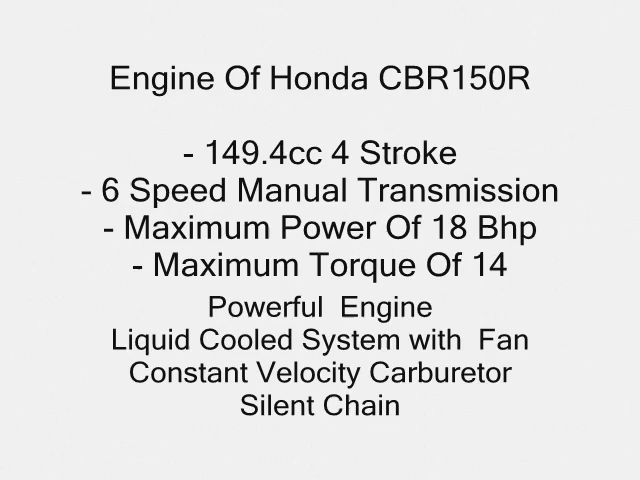 Engine Of Honda CBR150R
- 149.4cc 4 Stroke
- 6 Speed Manual Transmission
- Maximum Power Of 18 Bhp
- Maximum Torque Of 14
Powerful  Engine
Liquid Cooled System with  Fan
Constant Velocity Carburetor
Silent Chain